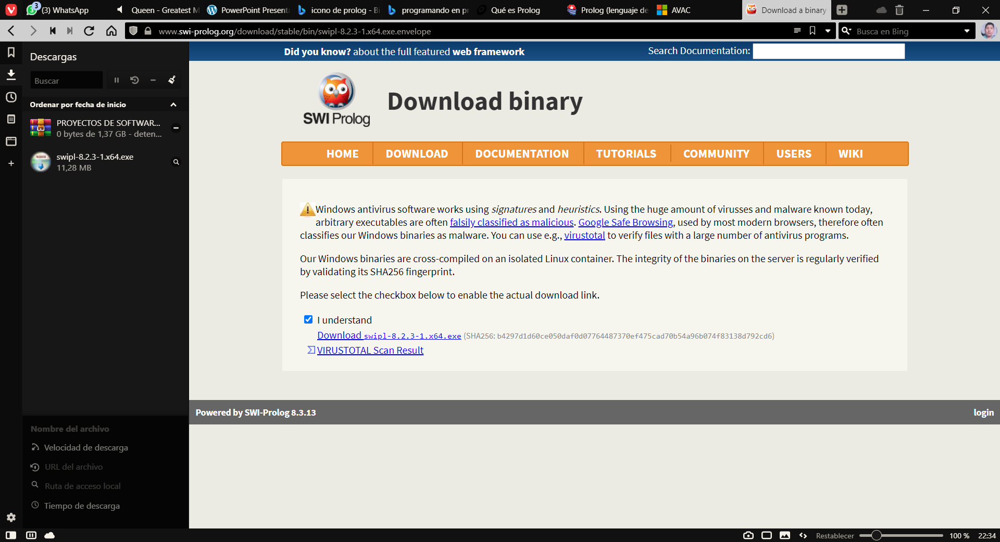 3
(3) WhatsApp
Queen - Greatest M
PowerPoint Present
icono de prolog - Bi
programando en pr
Qué es Prolog
Prolog (lenguaje de
AVAC
Download a binary
www.swi-prolog.org/download/stable/bin/swipl-8.2.3-1.x64.exe.envelope
Busca en Bing
Descargas
Buscar
Ordenar por fecha de inicio
PROYECTOS DE SOFTWAR...
0 bytes de 1,37 GB - deten...
swipl-8.2.3-1.x64.exe
11,28 MB
Nombre del archivo
Velocidad de descarga
URL del archivo
Ruta de acceso local
Tiempo de descarga
Did you know? about the full featured web framework
Search Documentation:
SWI Prolog
Download binary
HOME
DOWNLOAD
DOCUMENTATION
TUTORIALS
COMMUNITY
USERS
WIKI
Windows antivirus software works using signatures and heuristics. Using the huge amount of virusses and malware known today,
arbitrary executables are often falsily classified as malicious. Google Safe Browsing, used by most modern browsers, therefore often
classifies our Windows binaries as malware. You can use e.g., virustotal to verify files with a large number of antivirus programs.
Our Windows binaries are cross-compiled on an isolated Linux container. The integrity of the binaries on the server is regularly verified
by validating its SHA256 fingerprint.
Please select the checkbox below to enable the actual download link.
I understand
Download swipl-8.2.3-1.x64.exe (SHA256: b4297d1d60ce050daf0d07764487370ef475cad70b54a96b074f83138d792cd6)
VIRUSTOTAL Scan Result
Powered by SWI-Prolog 8.3.13
login
Restablecer
100 %
22:34